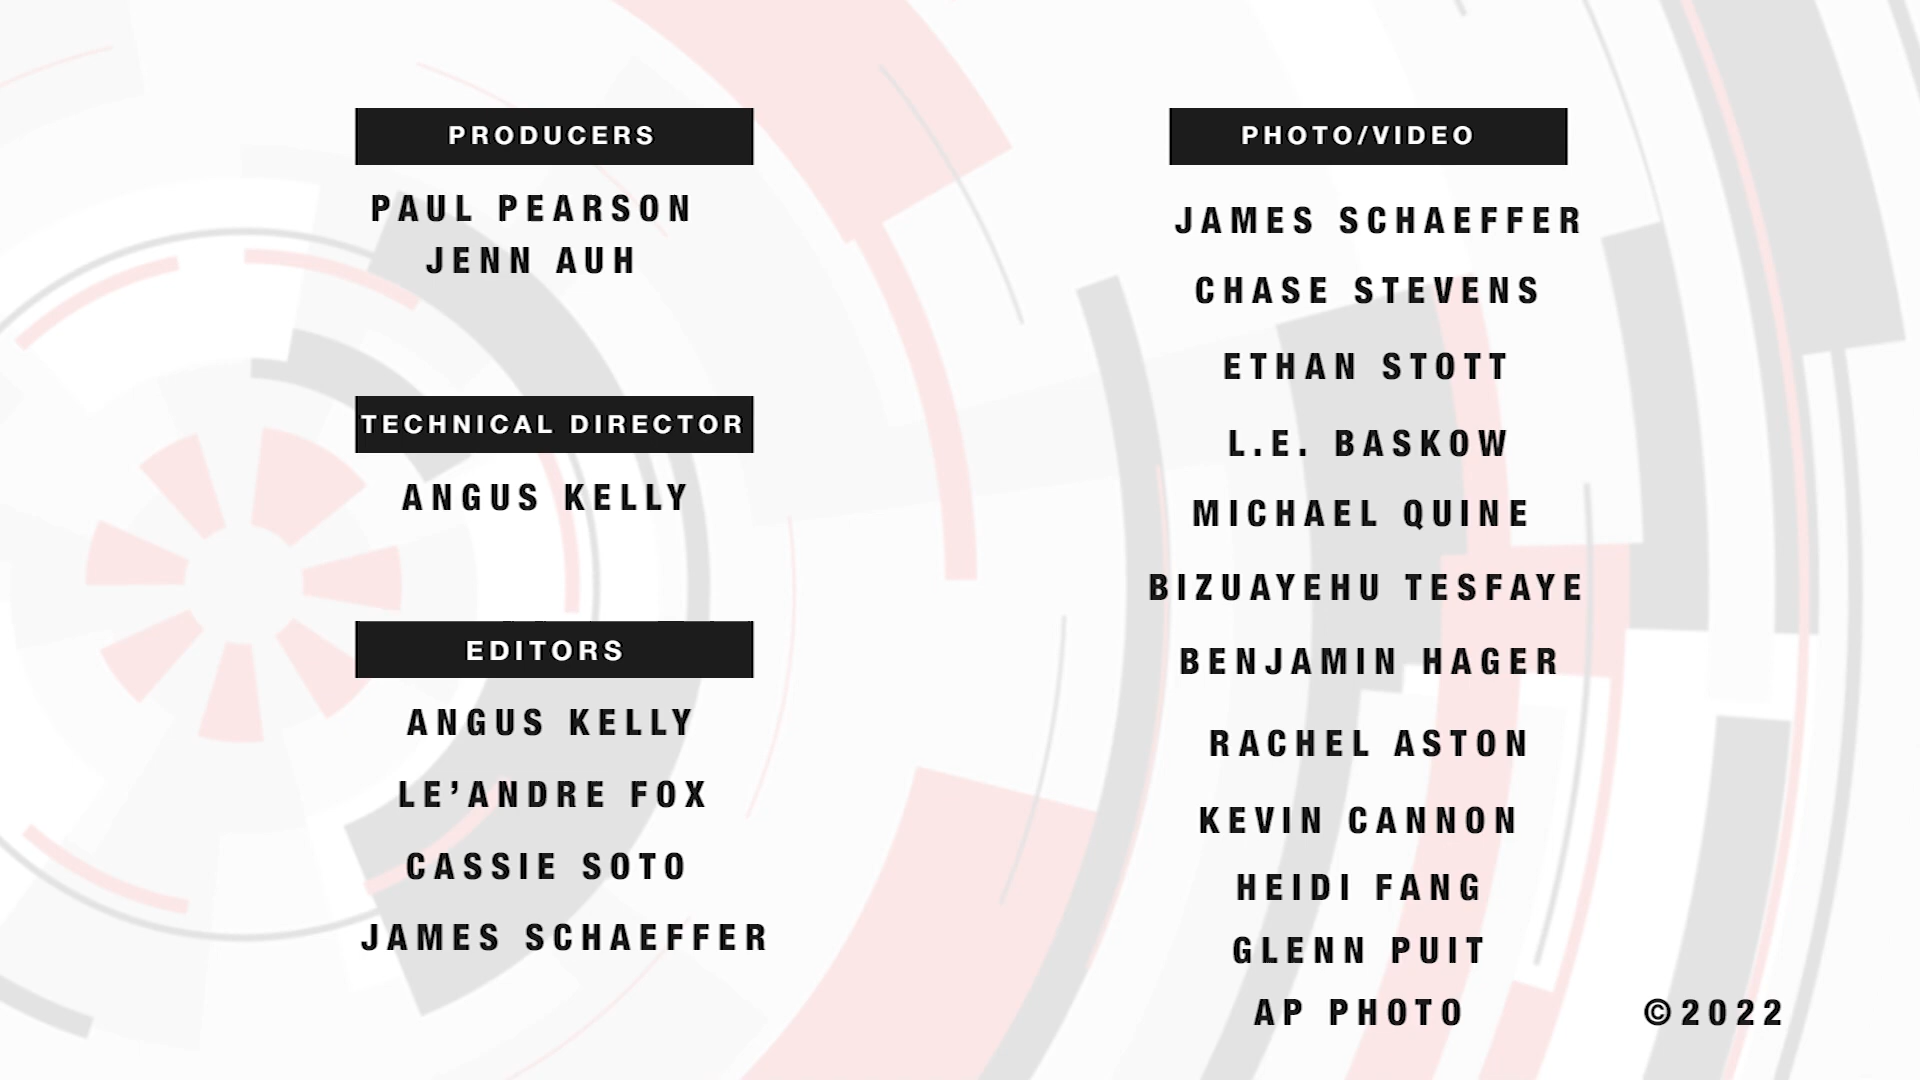 PRODUCERS
PAUL PEARSON
JENN AUH
TECHNICAL DIRECTOR
ANGUS KELLY
EDITORS
ANGUS KELLY
LE’ANDRE FOX
CASSIE SOTO
JAMES SCHAEFFER
PHOTO/VIDEO
JAMES SCHAEFFER
CHASE STEVENS
ETHAN STOTT
L.E. BASKOW
MICHAEL QUINE
BIZUAYEHU TESFAYE
BENJAMIN HAGER
RACHEL ASTON
KEVIN CANNON
HEIDI FANG
GLENN PUIT
AP PHOTO
©2022